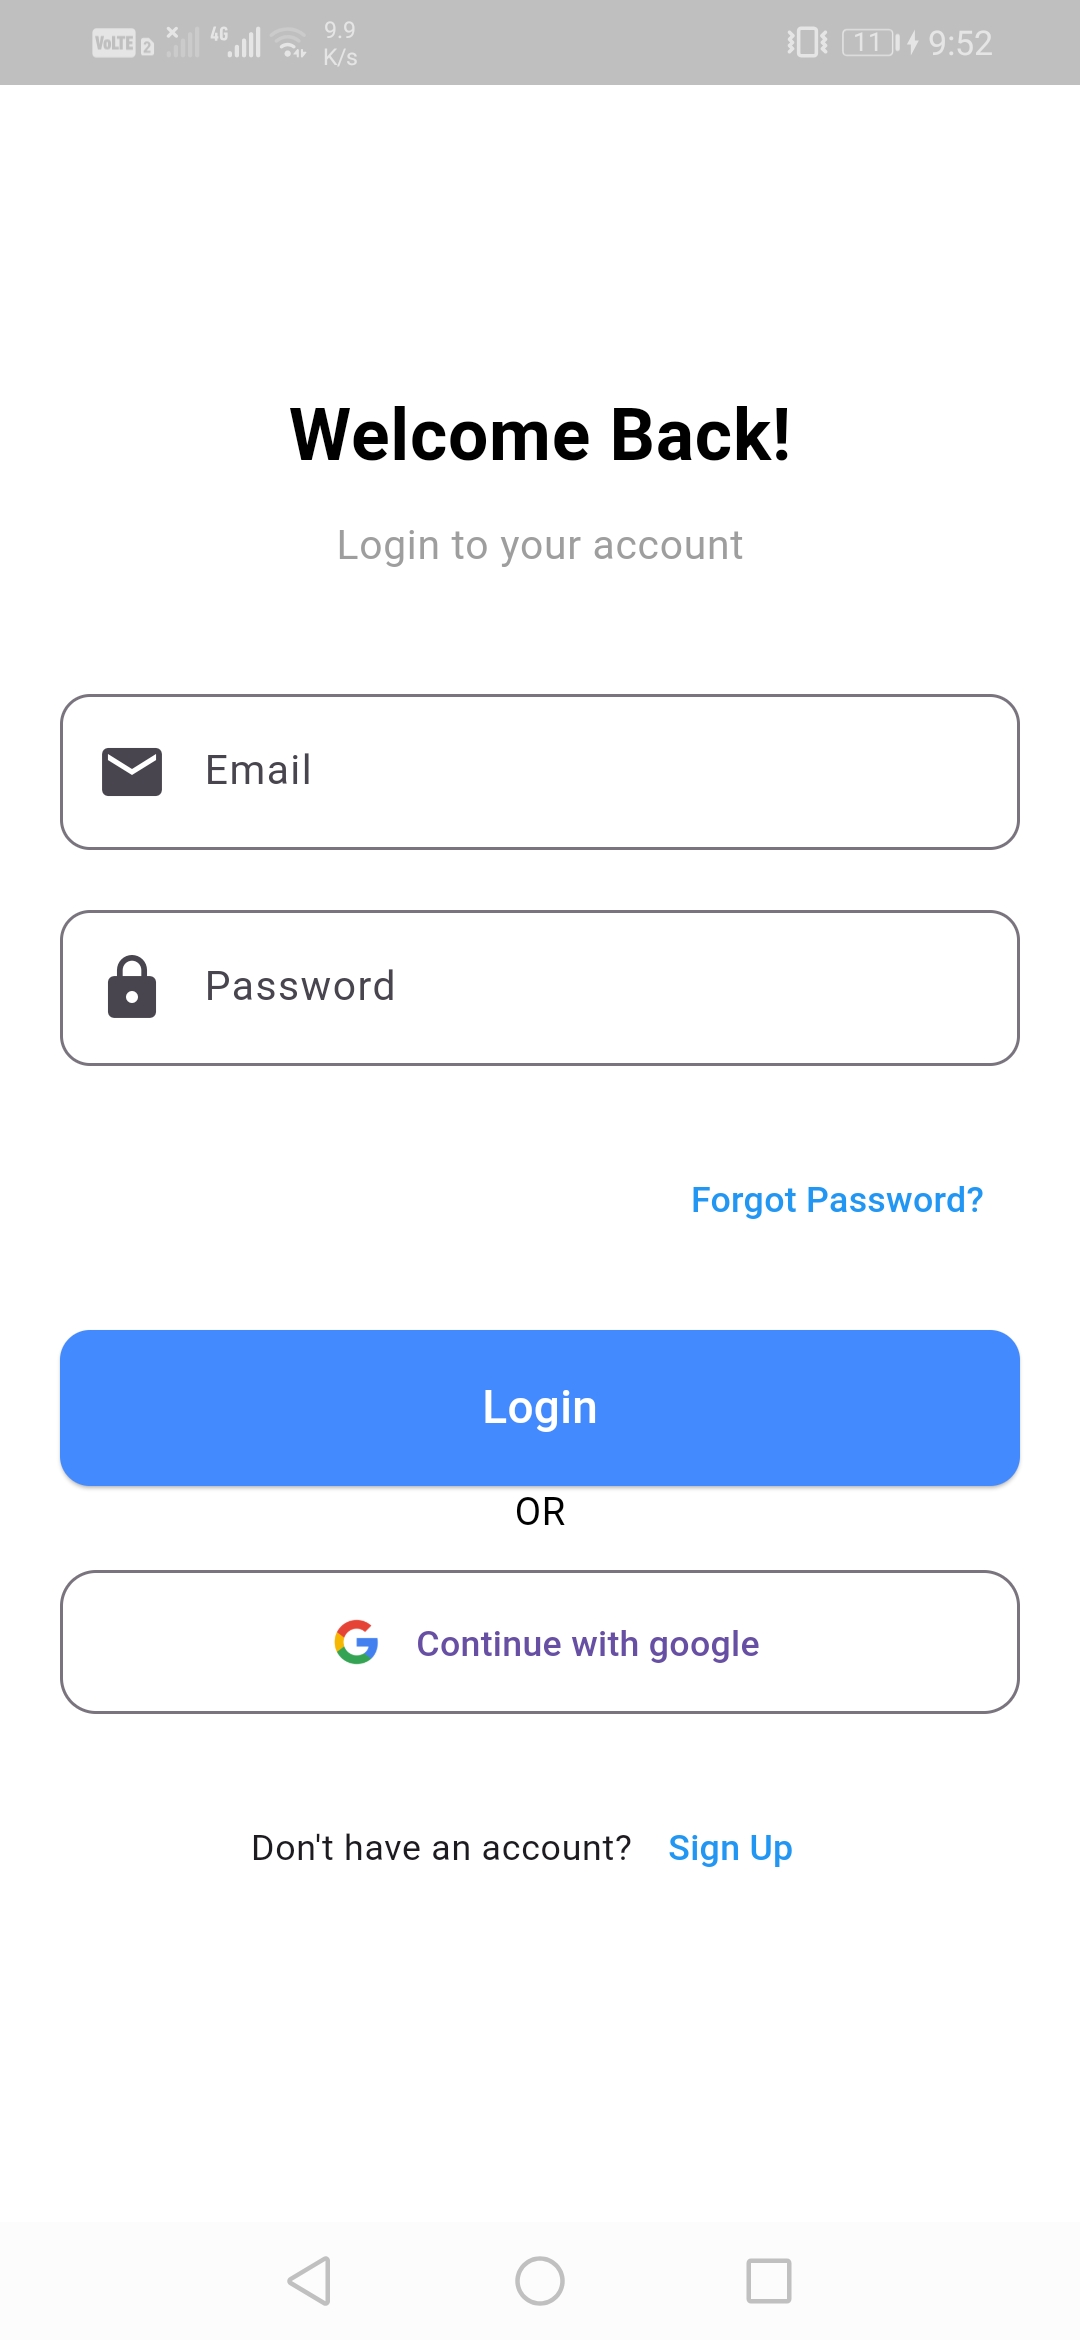 VoLTE 2 4G 9.9 K/s 11 9:52
Welcome Back!
Login to your account
Email
Password
Forgot Password?
Login
OR
Continue with google
Don't have an account? Sign Up